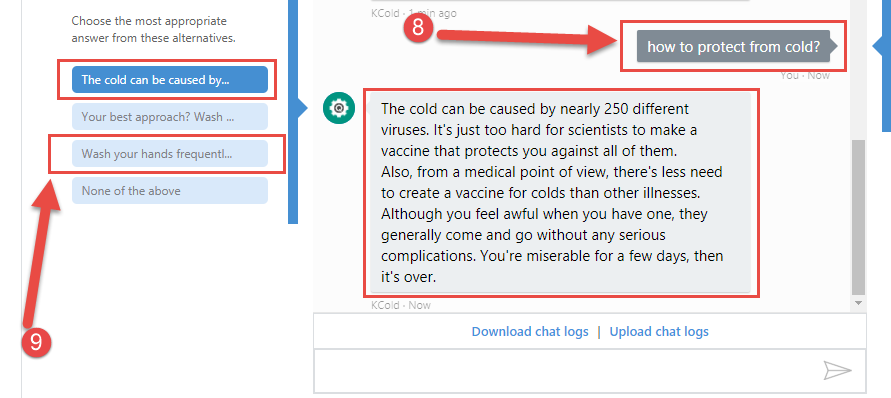 Choose the most appropriate
answer from these alternatives.
The cold can be caused by...
Your best approach? Wash ...
Wash your hands frequentl...
None of the above
9
KCold · 1 min ago
8
how to protect from cold?
You · Now
The cold can be caused by nearly 250 different
viruses. It's just too hard for scientists to make a
vaccine that protects you against all of them.
Also, from a medical point of view, there's less need
to create a vaccine for colds than other illnesses.
Although you feel awful when you have one, they
generally come and go without any serious
complications. You're miserable for a few days, then
it's over.
KCold · Now
Download chat logs | Upload chat logs